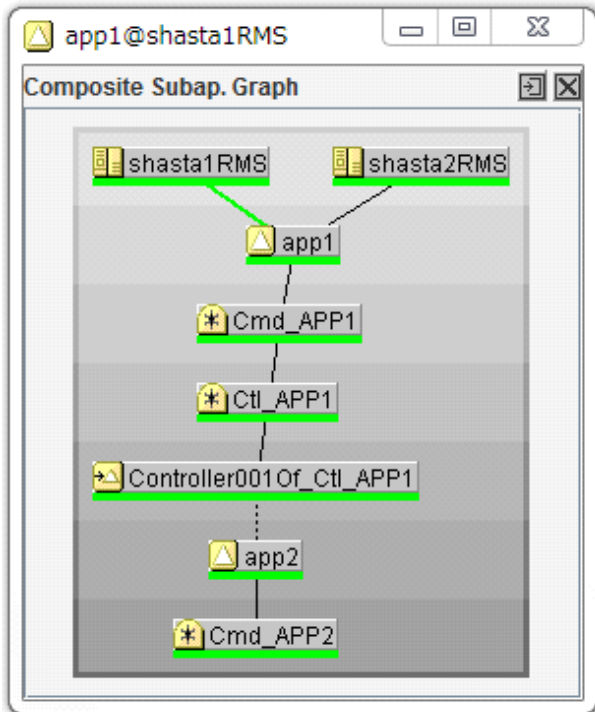 app1@shasta1RMS
Composite Subap. Graph
shasta1RMS shasta2RMS
app1
Cmd_APP1
Ctl_APP1
Controller001Of_Ctl_APP1
app2
Cmd_APP2